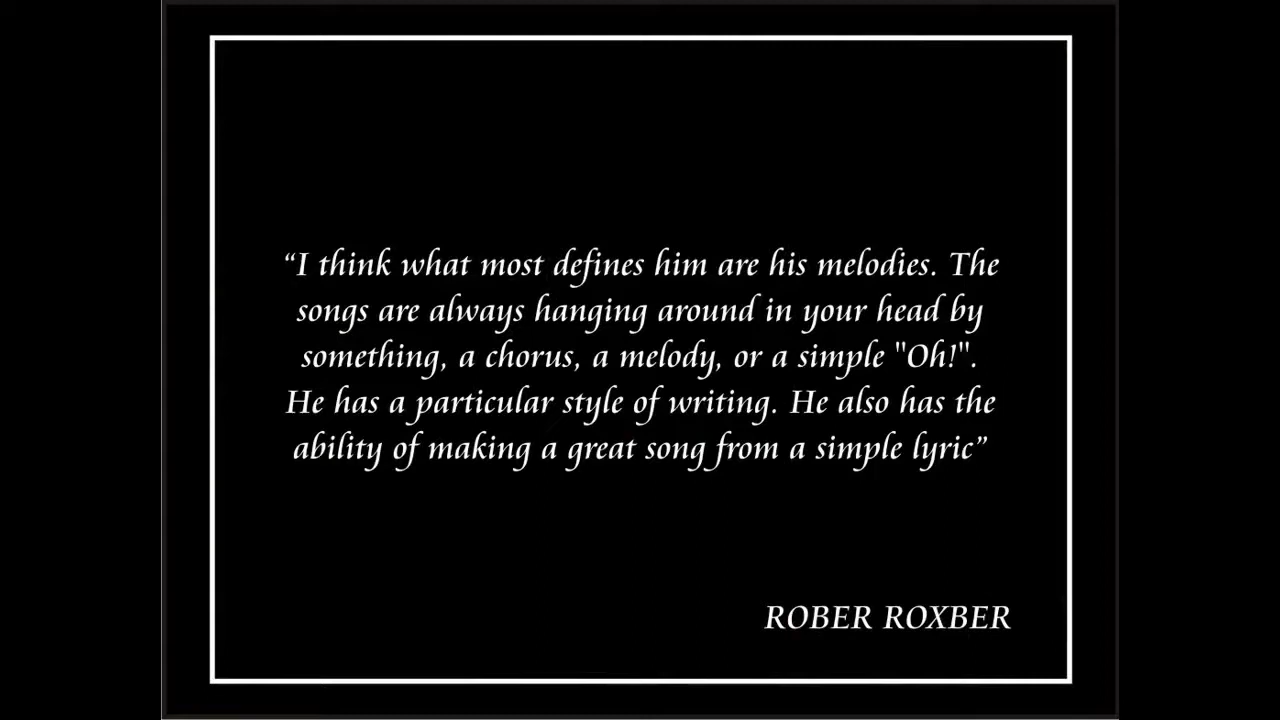 “I think what most defines him are his melodies. The
songs are always hanging around in your head by
something, a chorus, a melody, or a simple "Oh!".
He has a particular style of writing. He also has the
ability of making a great song from a simple lyric”
ROBER ROXBER